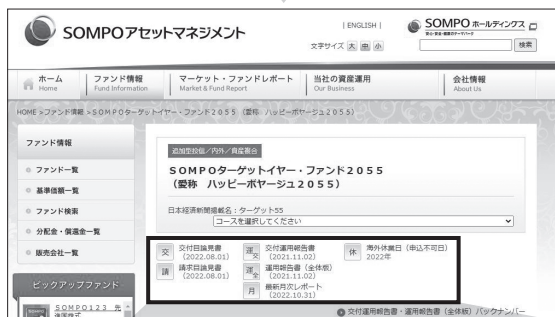 SOMPOアセットマネジメント
| ENGLISH |
SOMPO ホールディングス
文字サイズ 大 中 小
検索
ホーム
Home
ファンド情報
Fund Information
マーケット・ファンドレポート
Market & Fund Report
当社の資産運用
Our Business
会社情報
About Us
HOME >ファンド情報 >SOMPOターゲットイヤー・ファンド2055（愛称 ハッピーボヤージュ2055）
ファンド情報
ファンド一覧
基準価額一覧
ファンド検索
分配金・償還金一覧
販売会社一覧
ピックアップファンド
SOMPO123 先
進国株式
追加型投信/内外/資産複合
SOMPOターゲットイヤー・ファンド2055
（愛称 ハッピーボヤージュ2055）
日本経済新聞掲載名：ターゲット55
コースを選択してください
交 交付目論見書
(2022.08.01)
請 請求目論見書
(2022.08.01)
運交 交付運用報告書
(2021.11.02)
運全 運用報告書（全体版）
(2021.11.02)
月 最新月次レポート
(2022.10.31)
休 海外休業日（申込不可日）
2022年
交付運用報告書・運用報告書（全体版）バックナンバー